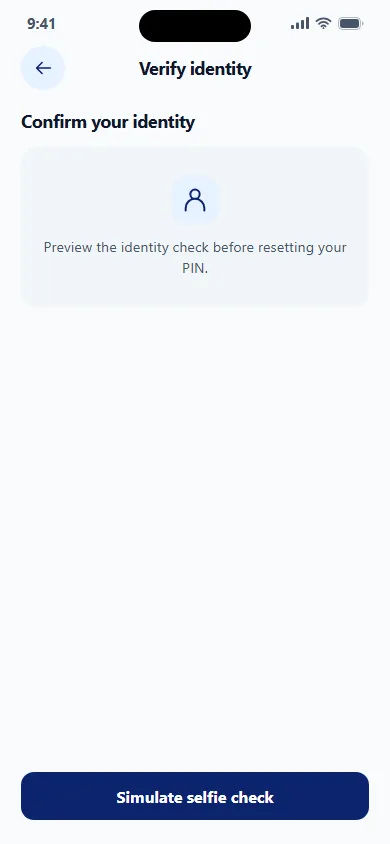 9:41
Verify identity
Confirm your identity
Preview the identity check before resetting your
PIN.
Simulate selfie check